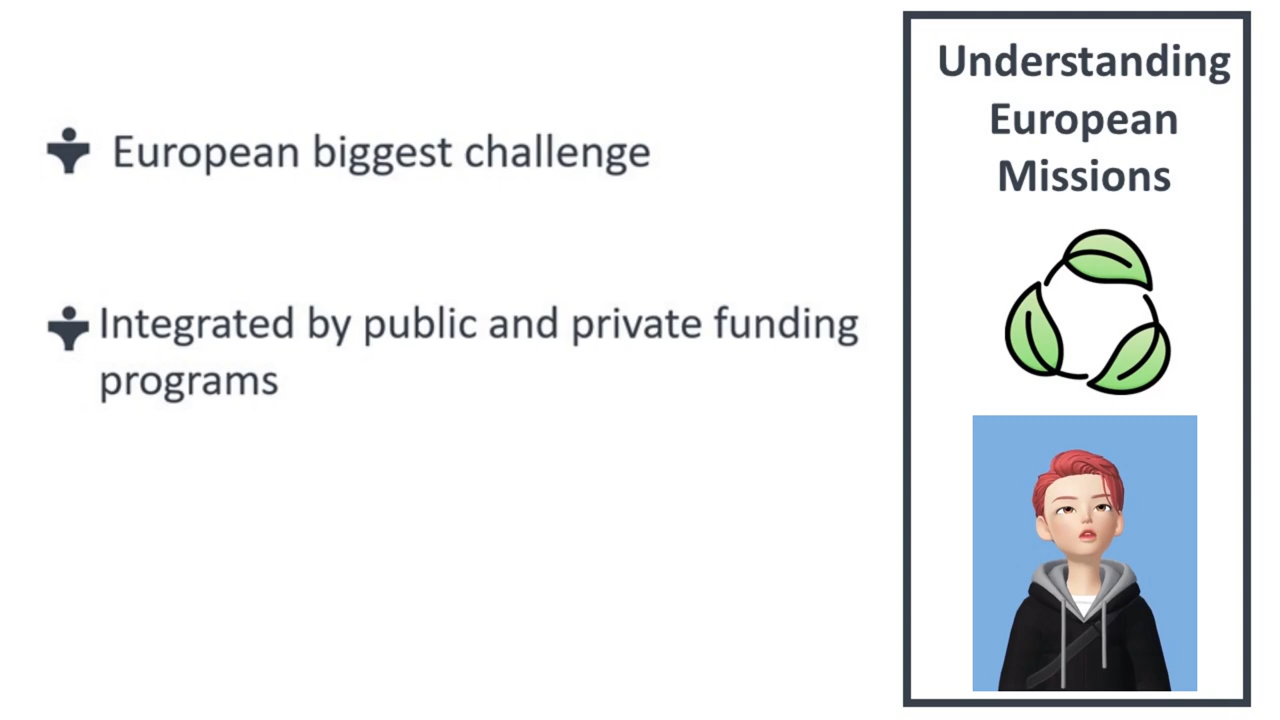 European biggest challenge
Integrated by public and private funding
programs
Understanding
European
Missions